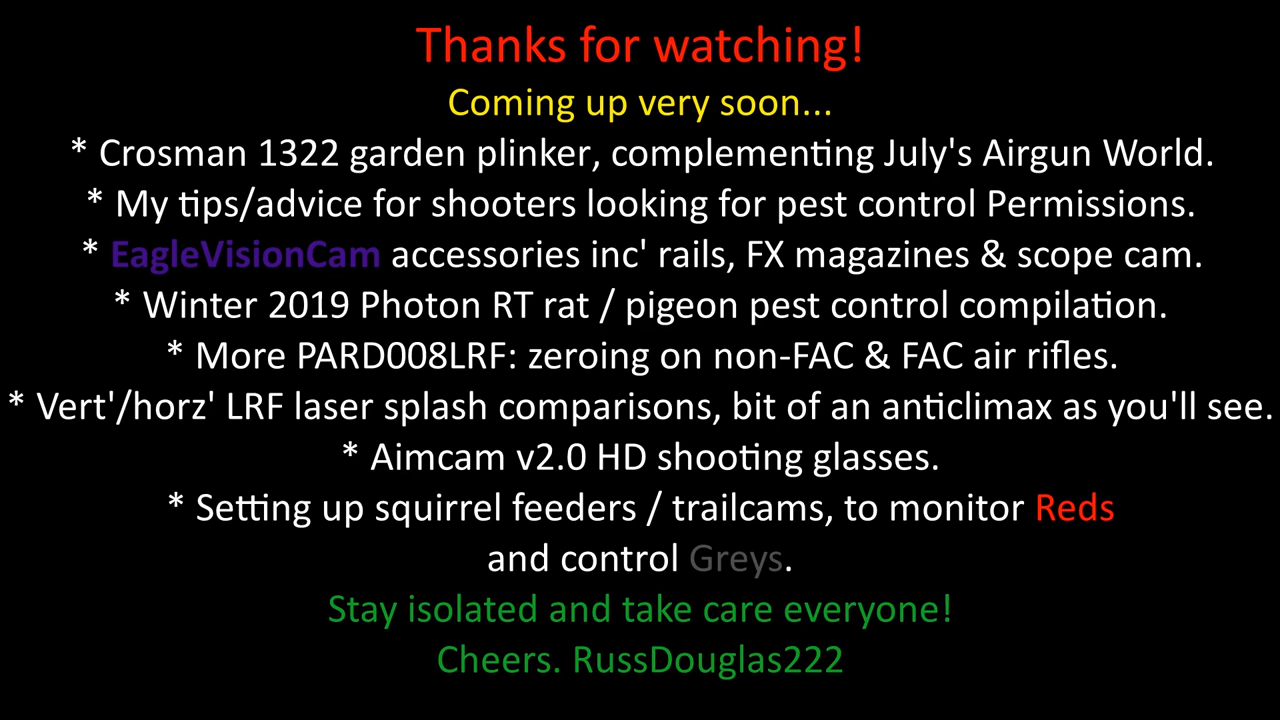 Thanks for watching!
Coming up very soon...
* Crosman 1322 garden plinker, complementing July's Airgun World.
* My tips/advice for shooters looking for pest control Permissions.
* EagleVisionCam accessories inc' rails, FX magazines & scope cam.
* Winter 2019 Photon RT rat / pigeon pest control compilation.
* More PARD008LRF: zeroing on non-FAC & FAC air rifles.
* Vert'/horz' LRF laser splash comparisons, bit of an anticlimax as you'll see.
* Aimcam v2.0 HD shooting glasses.
* Setting up squirrel feeders / trailcams, to monitor Reds
and control Greys.
Stay isolated and take care everyone!
Cheers. RussDouglas222